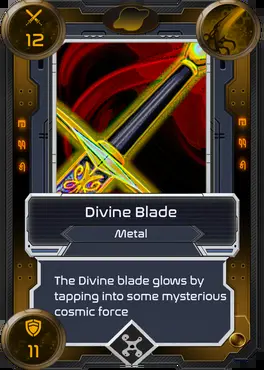 12
Divine Blade
Metal
The Divine blade glows by
tapping into some mysterious
cosmic force
11